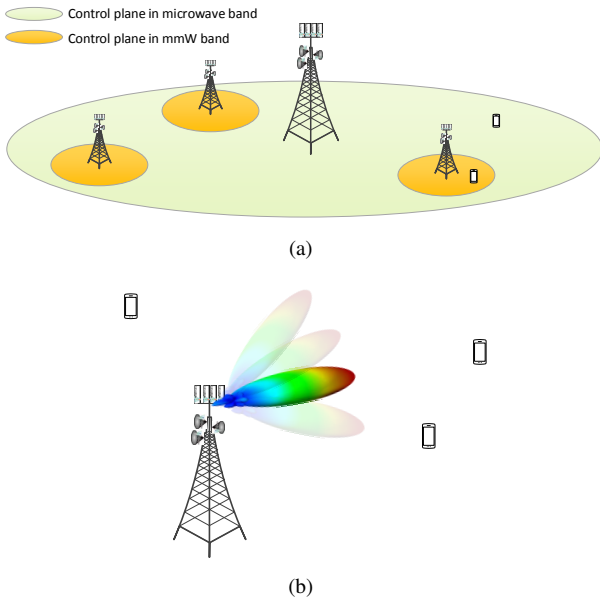 Control plane in microwave band
Control plane in mmW band
(a)
(b)